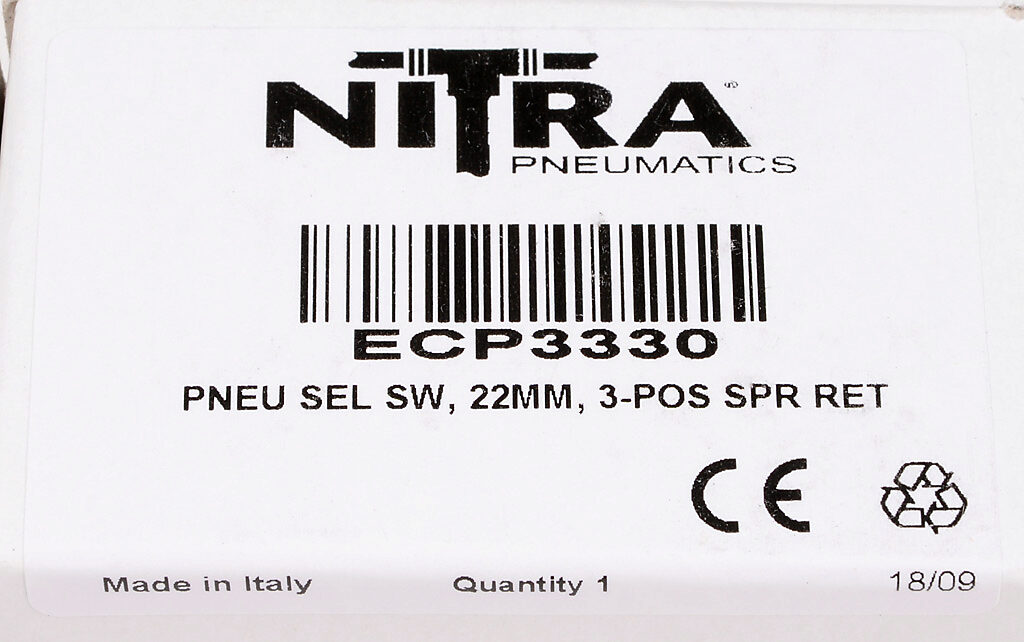 NITRA®
PNEUMATICS
ECP3330
PNEU SEL SW, 22MM, 3-POS SPR RET
CE
Made in Italy Quantity 1 18/09